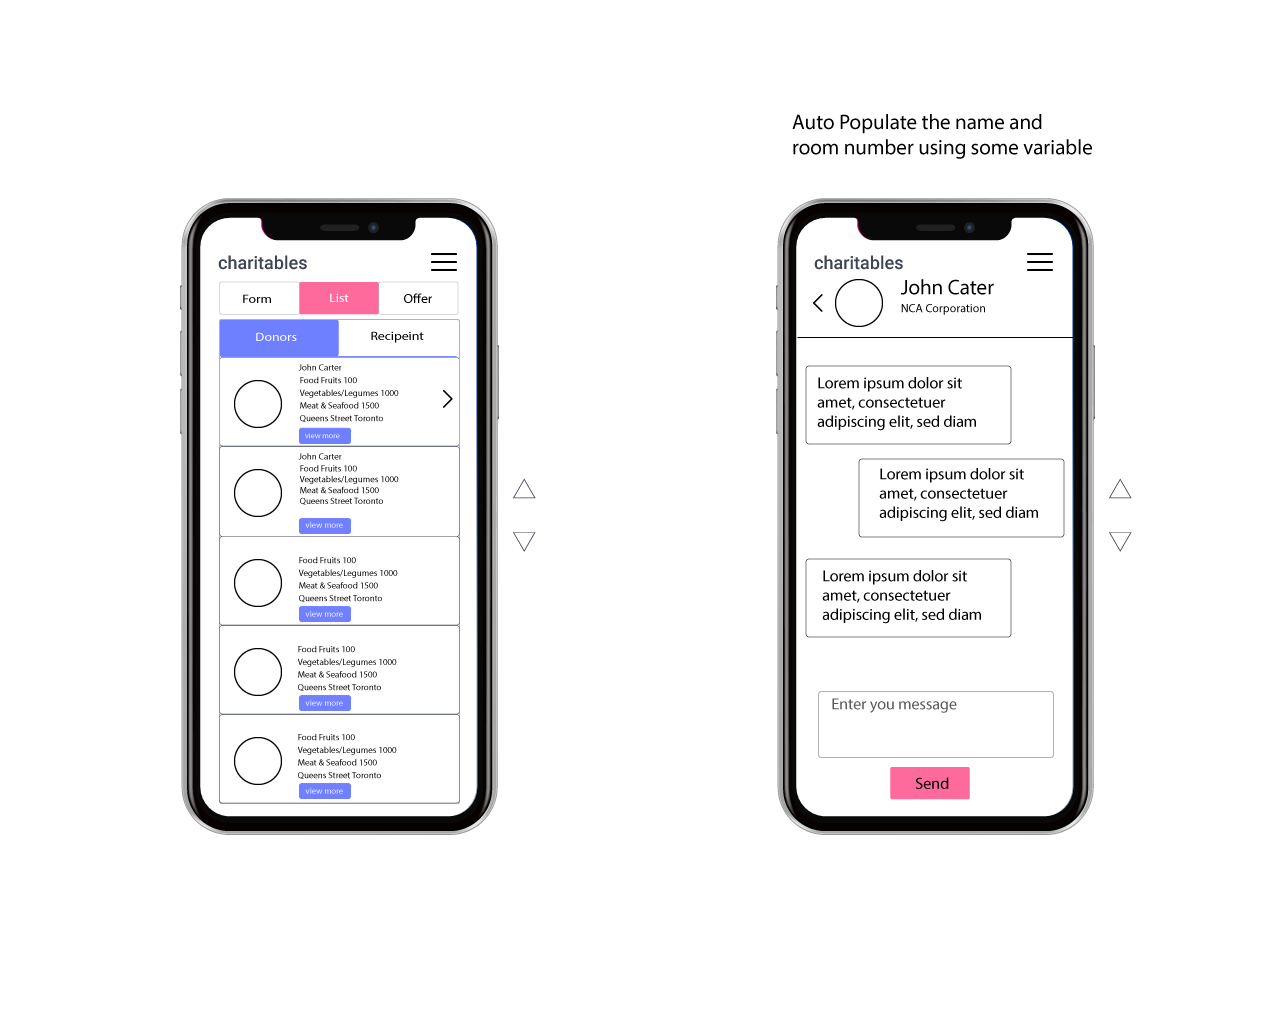 Auto Populate the name and
room number using some variable
charitables
Form List Offer
Donors Recipeint
John Carter
Food Fruits 100
Vegetables/Legumes 1000
Meat & Seafood 1500
Queens Street Toronto
view more
John Carter
Food Fruits 100
Vegetables/Legumes 1000
Meat & Seafood 1500
Queens Street Toronto
view more
Food Fruits 100
Vegetables/Legumes 1000
Meat & Seafood 1500
Queens Street Toronto
view more
Food Fruits 100
Vegetables/Legumes 1000
Meat & Seafood 1500
Queens Street Toronto
view more
Food Fruits 100
Vegetables/Legumes 1000
Meat & Seafood 1500
Queens Street Toronto
view more
charitables
John Cater
NCA Corporation
Lorem ipsum dolor sit
amet, consectetuer
adipiscing elit, sed diam
Lorem ipsum dolor sit
amet, consectetuer
adipiscing elit, sed diam
Lorem ipsum dolor sit
amet, consectetuer
adipiscing elit, sed diam
Enter you message
Send